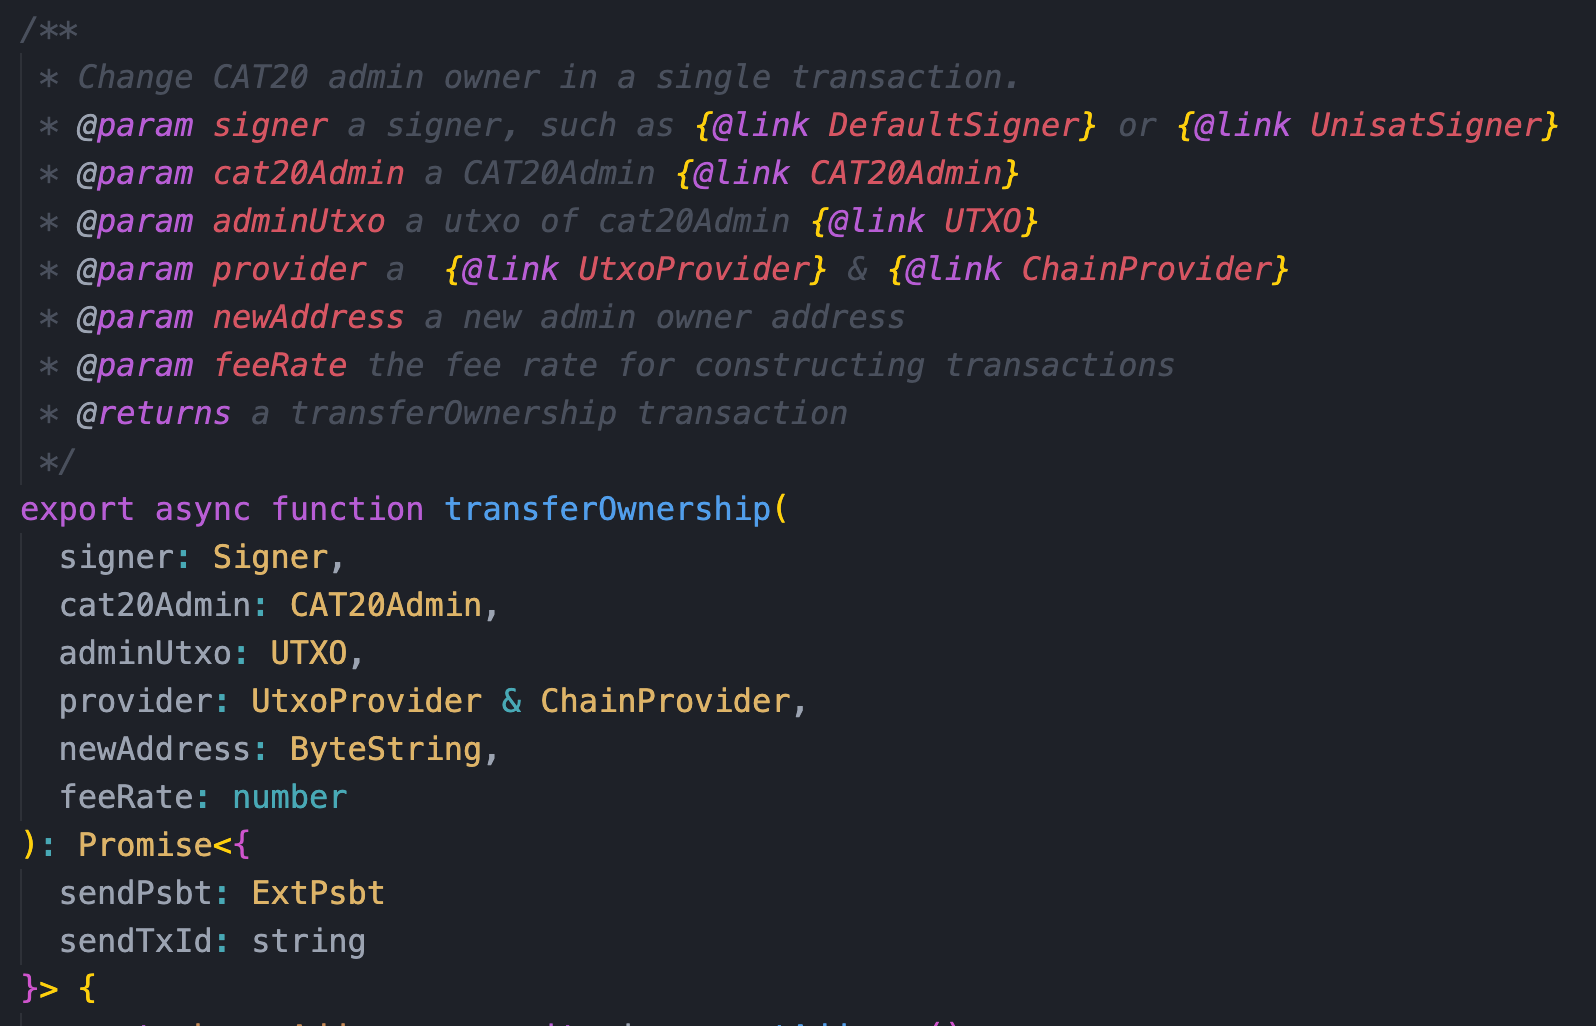 /**
 * Change CAT20 admin owner in a single transaction.
 * @param signer a signer, such as {@link DefaultSigner} or {@link UnisatSigner}
 * @param cat20Admin a CAT20Admin {@link CAT20Admin}
 * @param adminUtxo a utxo of cat20Admin {@link UTXO}
 * @param provider a  {@link UtxoProvider} & {@link ChainProvider}
 * @param newAddress a new admin owner address
 * @param feeRate the fee rate for constructing transactions
 * @returns a transferOwnership transaction
 */
export async function transferOwnership(
  signer: Signer,
  cat20Admin: CAT20Admin,
  adminUtxo: UTXO,
  provider: UtxoProvider & ChainProvider,
  newAddress: ByteString,
  feeRate: number
): Promise<{
  sendPsbt: ExtPsbt
  sendTxId: string
}> {